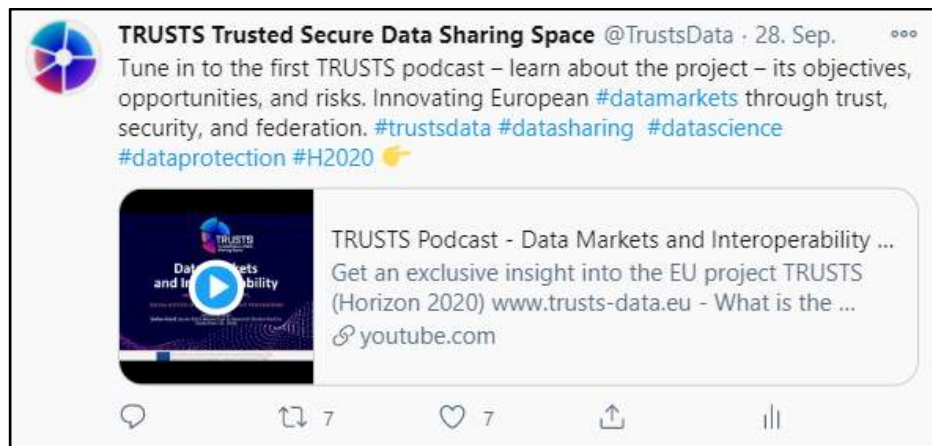 TRUSTS Trusted Secure Data Sharing Space @TrustsData · 28. Sep.
Tune in to the first TRUSTS podcast – learn about the project – its objectives,
opportunities, and risks. Innovating European #datamarkets through trust,
security, and federation. #trustsdata #datasharing #datascience
#dataprotection #H2020 👉
TRUSTS
TRUSTS Podcast - Data Markets and Interoperability ...
Get an exclusive insight into the EU project TRUSTS
(Horizon 2020) www.trusts-data.eu - What is the ...
youtube.com
7 7